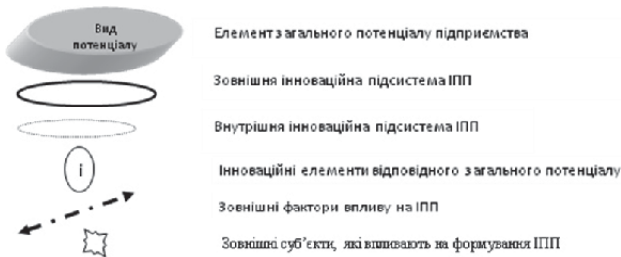 Вид
потенціалу
Елемент загального потенціалу підприємства
Зовнішня інноваційна підсистема ІПП
Внутрішня інноваційна підсистема ІПП
і
Інноваційні елементи відповідного загального потенціалу
Зовнішні фактори впливу на ІПП
Зовнішні суб’єкти, які впливають на формування ІПП